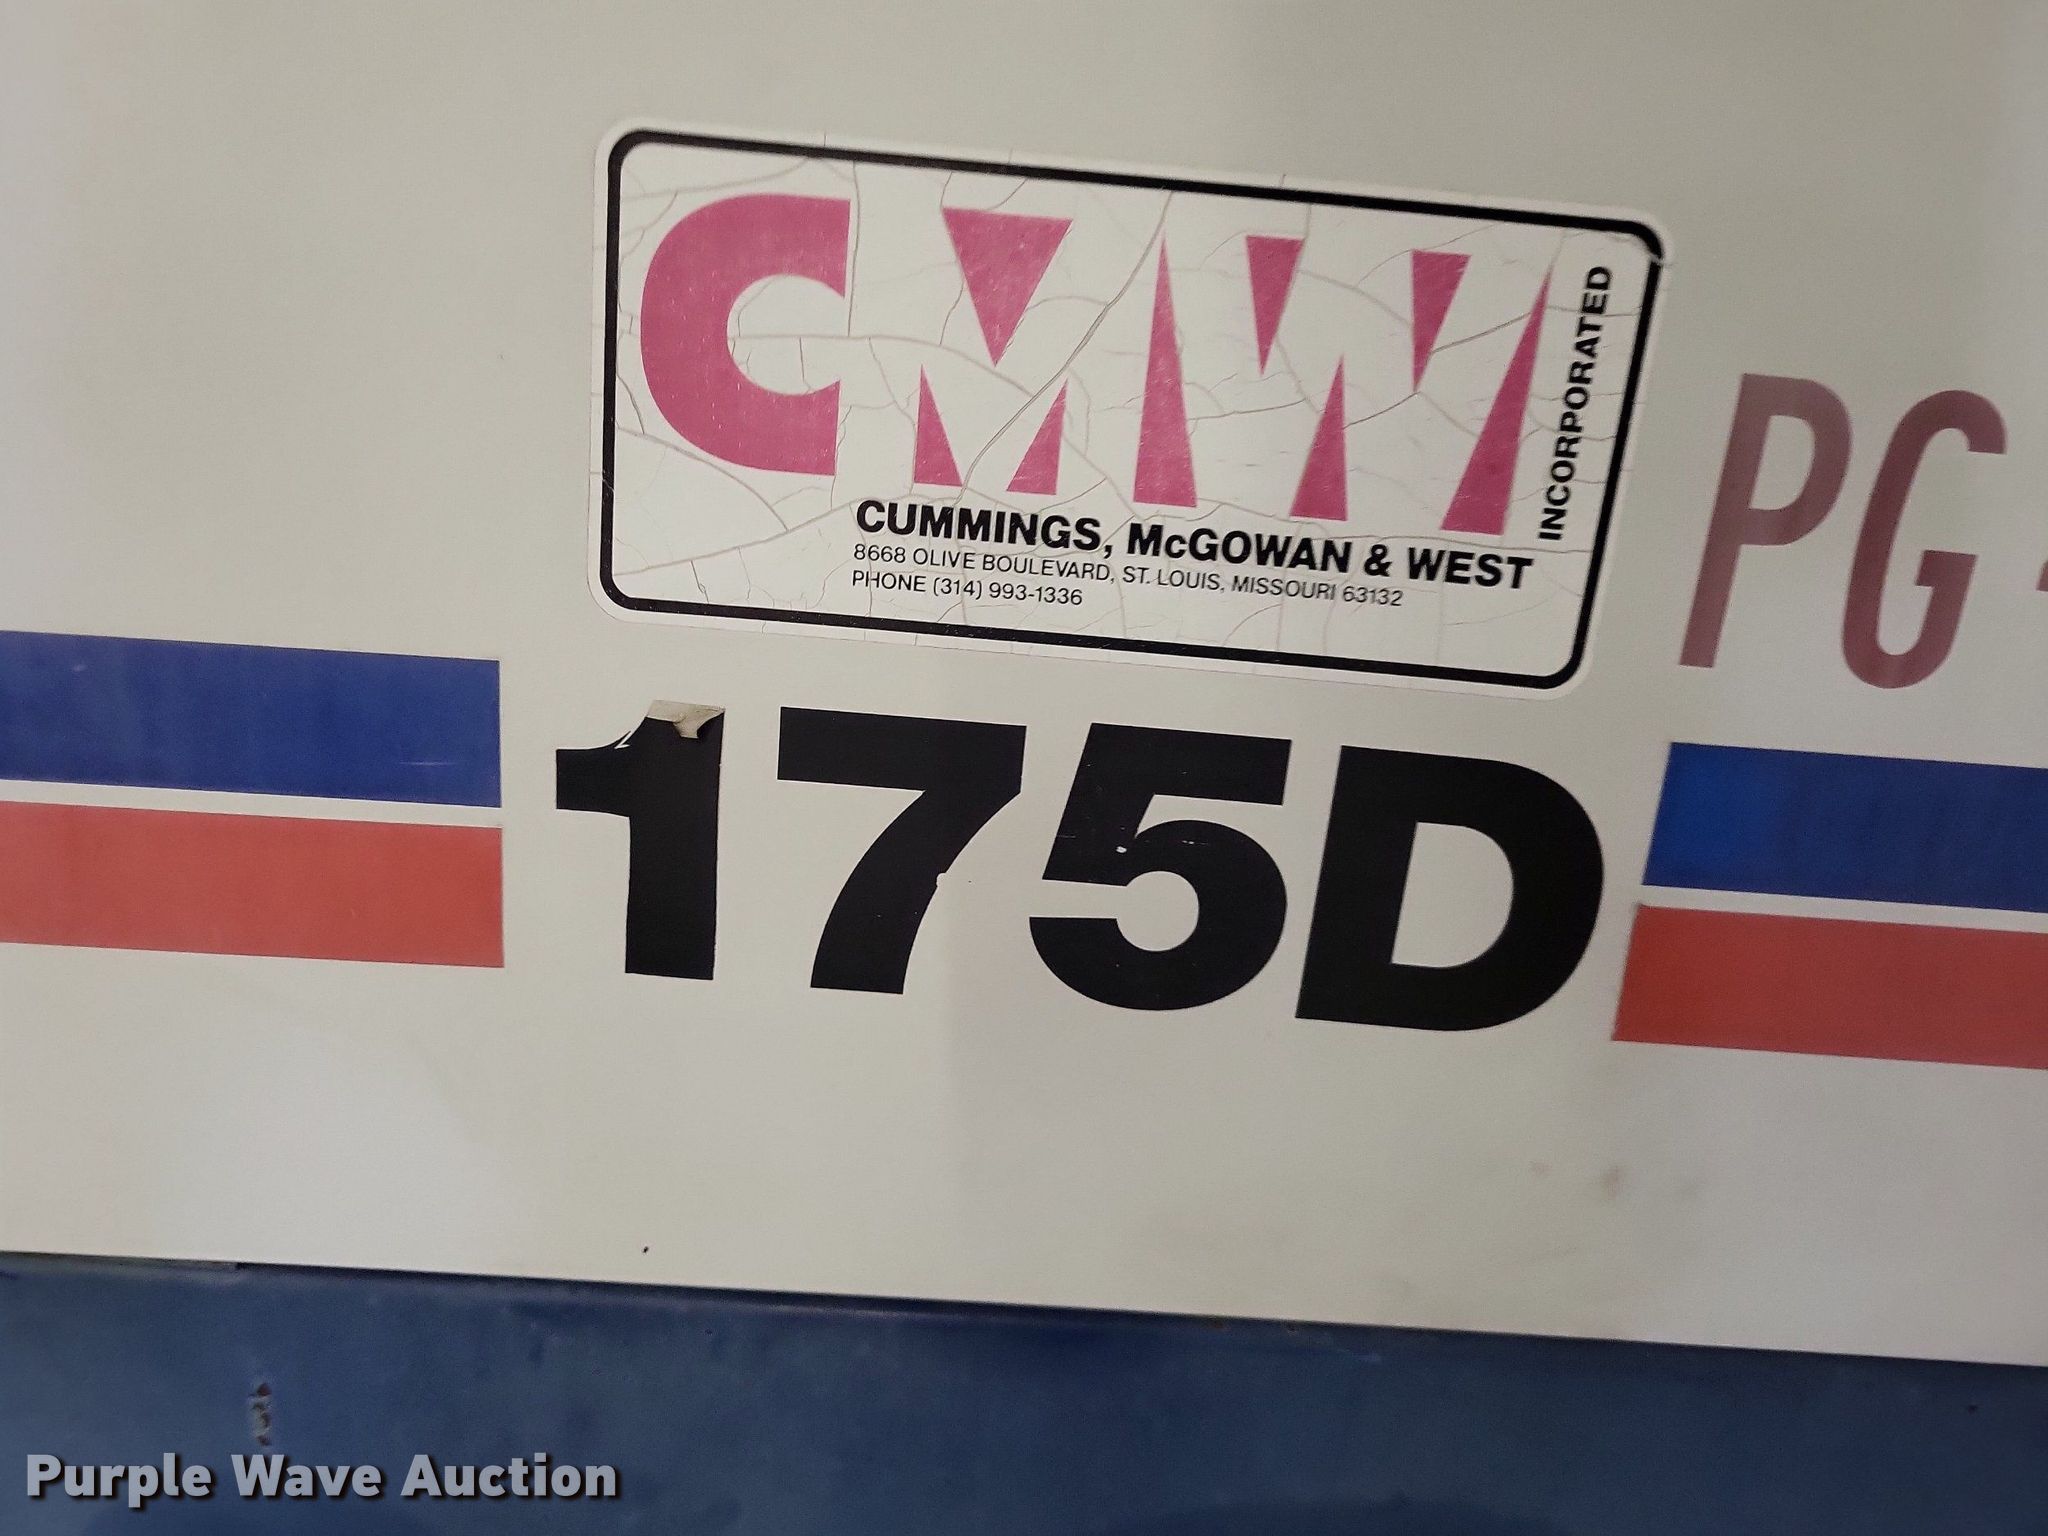 CMW
INCORPORATED
CUMMINGS, McGOWAN & WEST
8668 OLIVE BOULEVARD, ST. LOUIS, MISSOURI 63132
PHONE (314) 993-1336
PG
175D
Purple Wave Auction